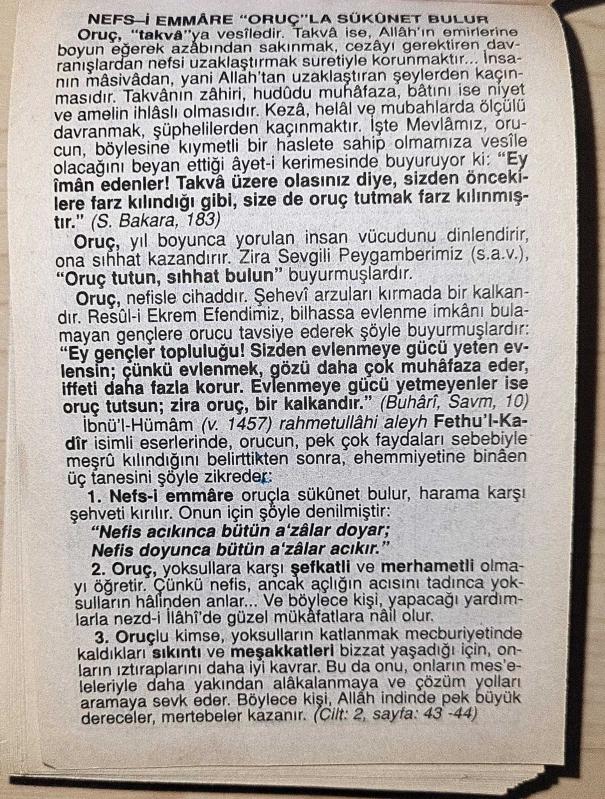 NEFS–İ EMMÂRE "ORUÇ"LA SÜKÛNET BULUR
Oruç, "takvâ"ya vesîledir. Takvâ ise, Allâh'ın emirlerine
boyun eğerek azâbından sakınmak, cezâyı gerektiren dav-
ranışlardan nefsi uzaklaştırmak suretiyle korunmaktır... İnsa-
nın mâsivâdan, yani Allah'tan uzaklaştıran şeylerden kaçın-
masıdır. Takvânın zâhiri, hudûdu muhâfaza, bâtını ise niyet
ve amelin ihlâslı olmasıdır. Kezâ, helâl ve mubahlarda ölçülü
davranmak, şüphelilerden kaçınmaktır. İşte Mevlâmız, oru-
cun, böylesine kıymetli bir haslete sahip olmamıza vesîle
olacağını beyan ettiği âyet-i kerimesinde buyuruyor ki: "Ey
îmân edenler! Takvâ üzere olasınız diye, sizden önceki-
lere farz kılındığı gibi, size de oruç tutmak farz kılınmış-
tır." (S. Bakara, 183)
Oruç, yıl boyunca yorulan insan vücudunu dinlendirir,
ona sıhhat kazandırır. Zira Sevgili Peygamberimiz (s.a.v.),
"Oruç tutun, sıhhat bulun" buyurmuşlardır.
Oruç, nefisle cihaddır. Şehevî arzuları kırmada bir kalkan-
dır. Resûl-i Ekrem Efendimiz, bilhassa evlenme imkânı bula-
mayan gençlere orucu tavsiye ederek şöyle buyurmuşlardır:
"Ey gençler topluluğu! Sizden evlenmeye gücü yeten ev-
lensin; çünkü evlenmek, gözü daha çok muhâfaza eder,
iffeti daha fazla korur. Evlenmeye gücü yetmeyenler ise
oruç tutsun; zira oruç, bir kalkandır." (Buhârî, Savm, 10)
İbnü'l-Hümâm (v. 1457) rahmetullâhi aleyh Fethu'l-Ka-
dîr isimli eserlerinde, orucun, pek çok faydaları sebebiyle
meşrû kılındığını belirttikten sonra, ehemmiyetine binâen
üç tanesini şöyle zikreder:
1. Nefs-i emmâre oruçla sükûnet bulur, harama karşı
şehveti kırılır. Onun için şöyle denilmiştir:
"Nefis acıkınca bütün a'zâlar doyar;
Nefis doyunca bütün a'zâlar acıkır."
2. Oruç, yoksullara karşı şefkatli ve merhametli olma-
yı öğretir. Çünkü nefis, ancak açlığın acısını tadınca yok-
sulların hâlinden anlar... Ve böylece kişi, yapacağı yardım-
larla nezd-i İlâhî'de güzel mükâfatlara nâil olur.
3. Oruçlu kimse, yoksulların katlanmak mecburiyetinde
kaldıkları sıkıntı ve meşakkatleri bizzat yaşadığı için, on-
ların ıztıraplarını daha iyi kavrar. Bu da onu, onların mes'e-
leleriyle daha yakından alâkalanmaya ve çözüm yolları
aramaya sevk eder. Böylece kişi, Allâh indinde pek büyük
dereceler, mertebeler kazanır. (Cilt: 2, sayfa: 43 -44)